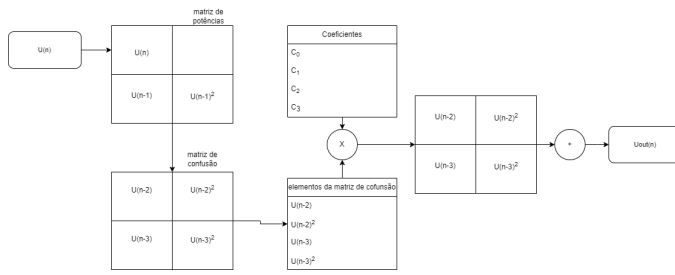 matriz de
potências
U(n)
U(n)
U(n-1)
U(n-1)²
matriz de
confusão
U(n-2)
U(n-2)²
U(n-3)
U(n-3)²
Coeficientes
C₀
C₁
C₂
C₃
X
elementos da matriz de cofunsão
U(n-2)
U(n-2)²
U(n-3)
U(n-3)²
U(n-2)
U(n-2)²
U(n-3)
U(n-3)²
+
Uout(n)